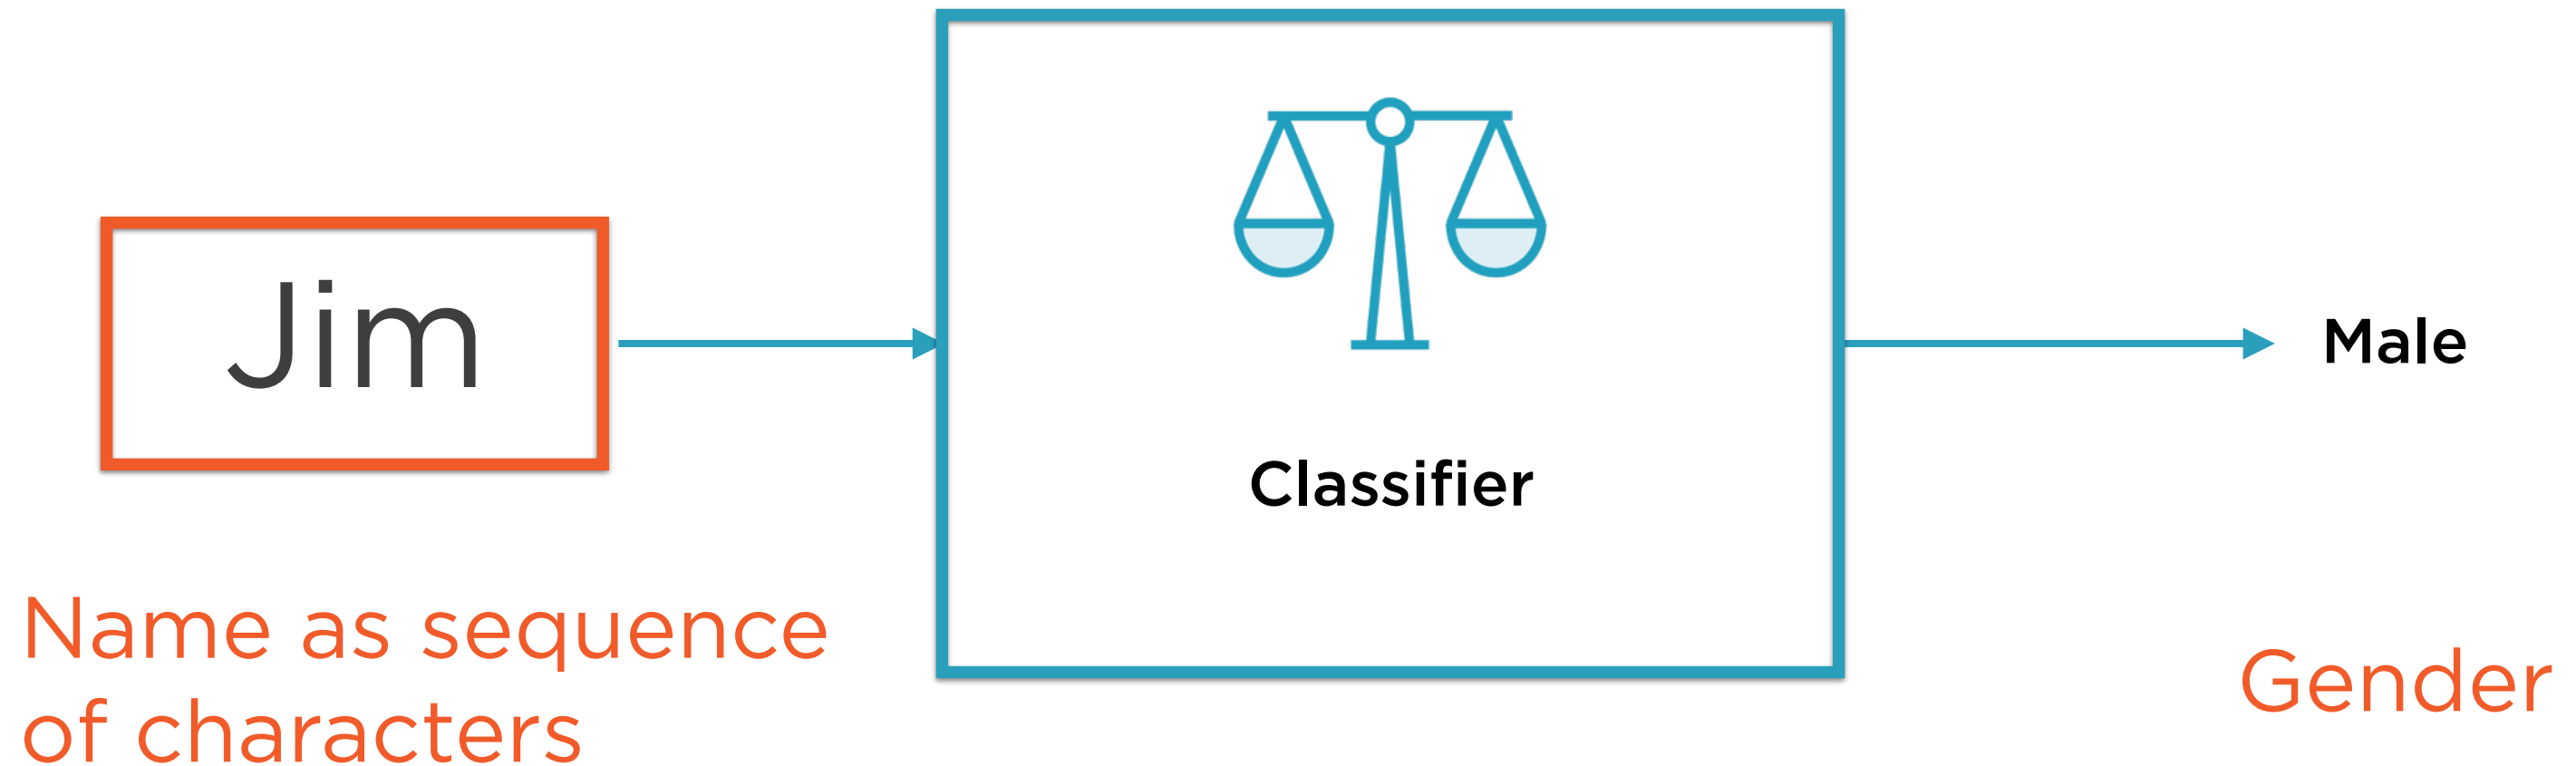 Jim
Classifier
Male
Name as sequence
of characters
Gender